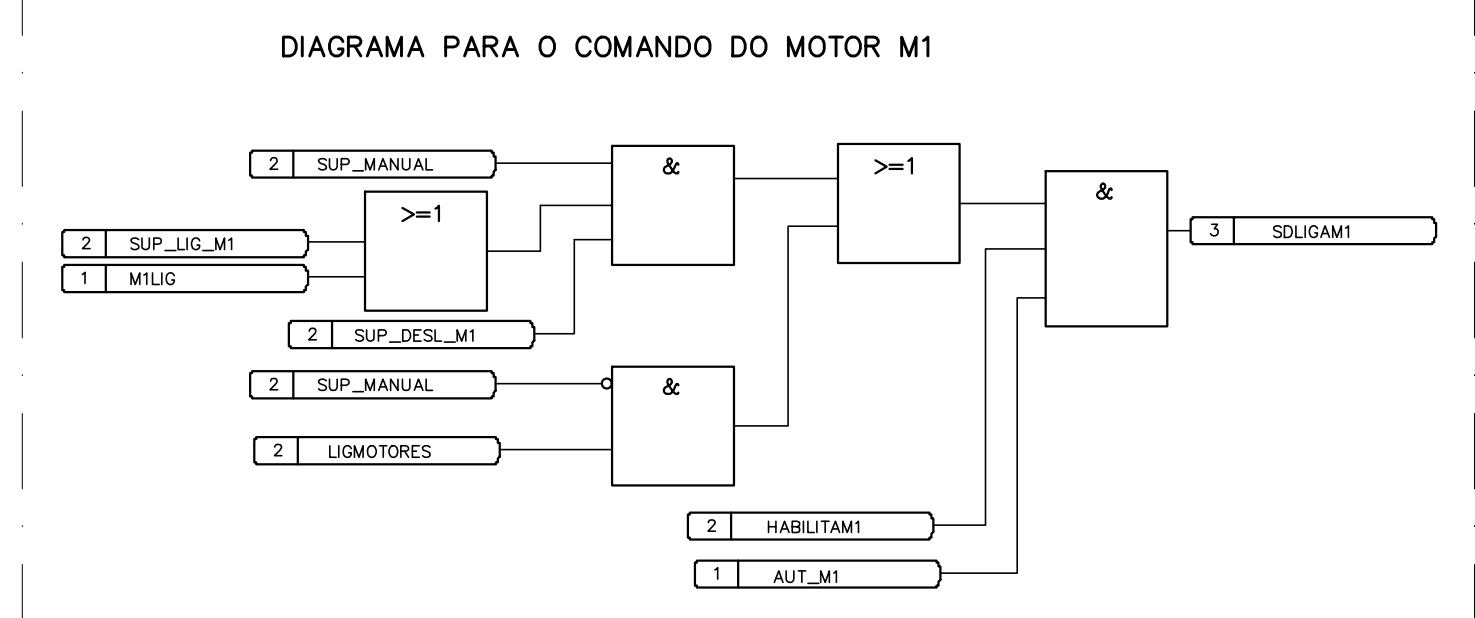 DIAGRAMA PARA O COMANDO DO MOTOR M1
2 SUP_MANUAL
&
>=1
&
>=1
2 SUP_LIG_M1
3 SDLIGAM1
1 M1LIG
2 SUP_DESL_M1
2 SUP_MANUAL
&
2 LIGMOTORES
2 HABILITAM1
1 AUT_M1